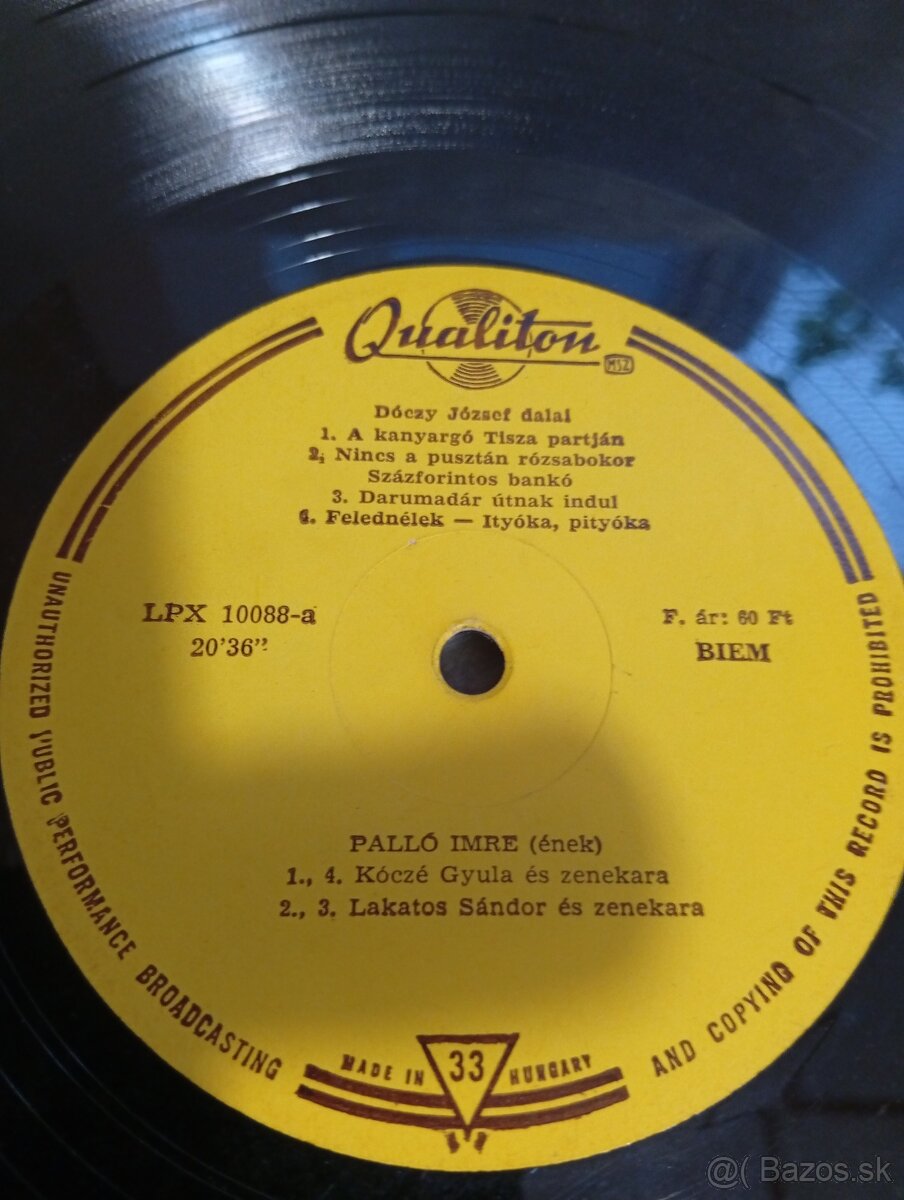 Qualiton
MSZ
Dóczy József dalai
1. A kanyargó Tisza partján
2. Nincs a pusztán rózsabokor
Százforintos bankó
3. Darumadár útnak indul
4. Felednélek — Ityóka, pityóka
LPX 10088-a
20'36"
F. ár: 60 Ft
BIEM
PALLÓ IMRE (ének)
1., 4. Kóczé Gyula és zenekara
2., 3. Lakatos Sándor és zenekara
UNAUTHORIZED PUBLIC PERFORMANCE BROADCASTING AND COPYING OF THIS RECORD IS PROHIBITED
MADE IN 33 HUNGARY
@( Bazos.sk